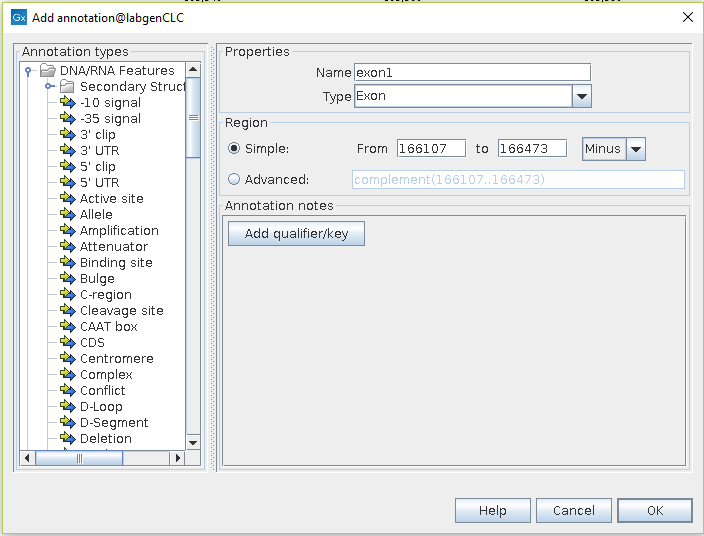 Gx Add annotation@labgenCLC
Annotation types
DNA/RNA Features
Secondary Struct
-10 signal
-35 signal
3' clip
3' UTR
5' clip
5' UTR
Active site
Allele
Amplification
Attenuator
Binding site
Bulge
C-region
Cleavage site
CAAT box
CDS
Centromere
Complex
Conflict
D-Loop
D-Segment
Deletion
Properties
Name exon1
Type Exon
Region
Simple: From 166107 to 166473 Minus
Advanced: complement(166107..166473)
Annotation notes
Add qualifier/key
Help Cancel OK